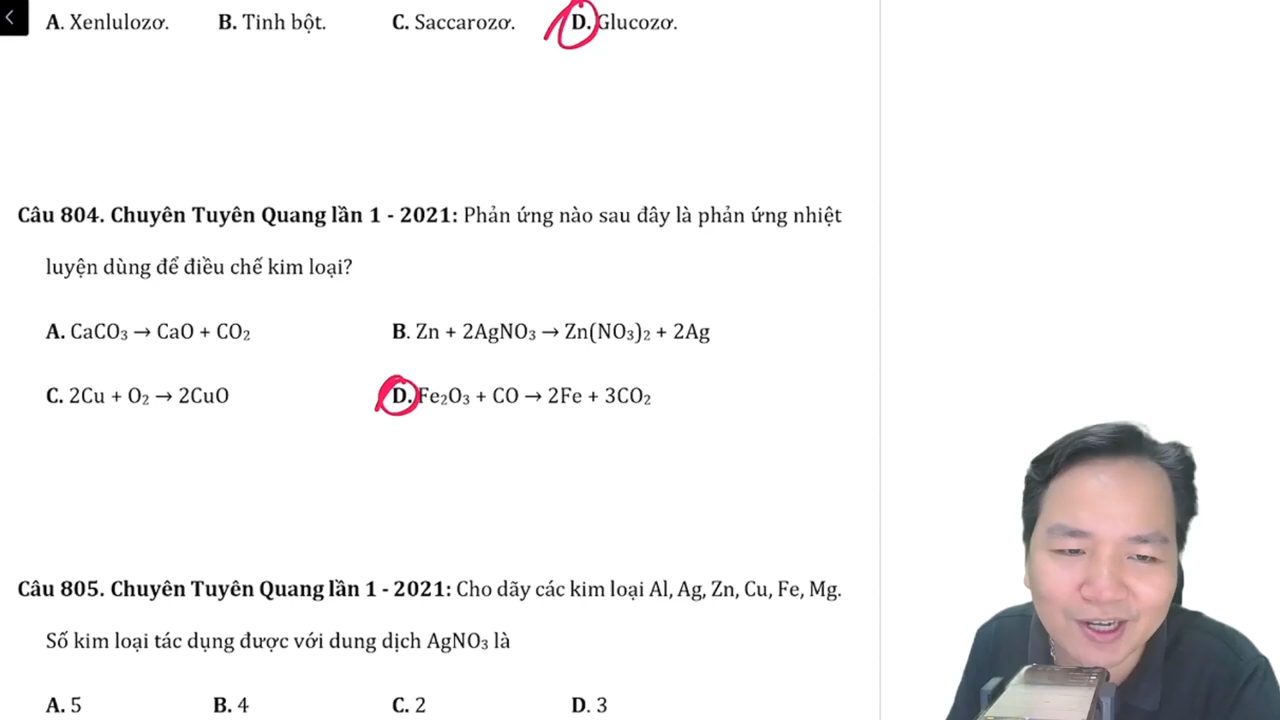 A. Xenlulozơ. B. Tinh bột. C. Saccarozơ. D. Glucozơ.
Câu 804. Chuyên Tuyên Quang lần 1 - 2021: Phản ứng nào sau đây là phản ứng nhiệt
luyện dùng để điều chế kim loại?
A. CaCO₃ → CaO + CO₂ B. Zn + 2AgNO₃ → Zn(NO₃)₂ + 2Ag
C. 2Cu + O₂ → 2CuO D. Fe₂O₃ + CO → 2Fe + 3CO₂
Câu 805. Chuyên Tuyên Quang lần 1 - 2021: Cho dãy các kim loại Al, Ag, Zn, Cu, Fe, Mg.
Số kim loại tác dụng được với dung dịch AgNO₃ là
A. 5 B. 4 C. 2 D. 3